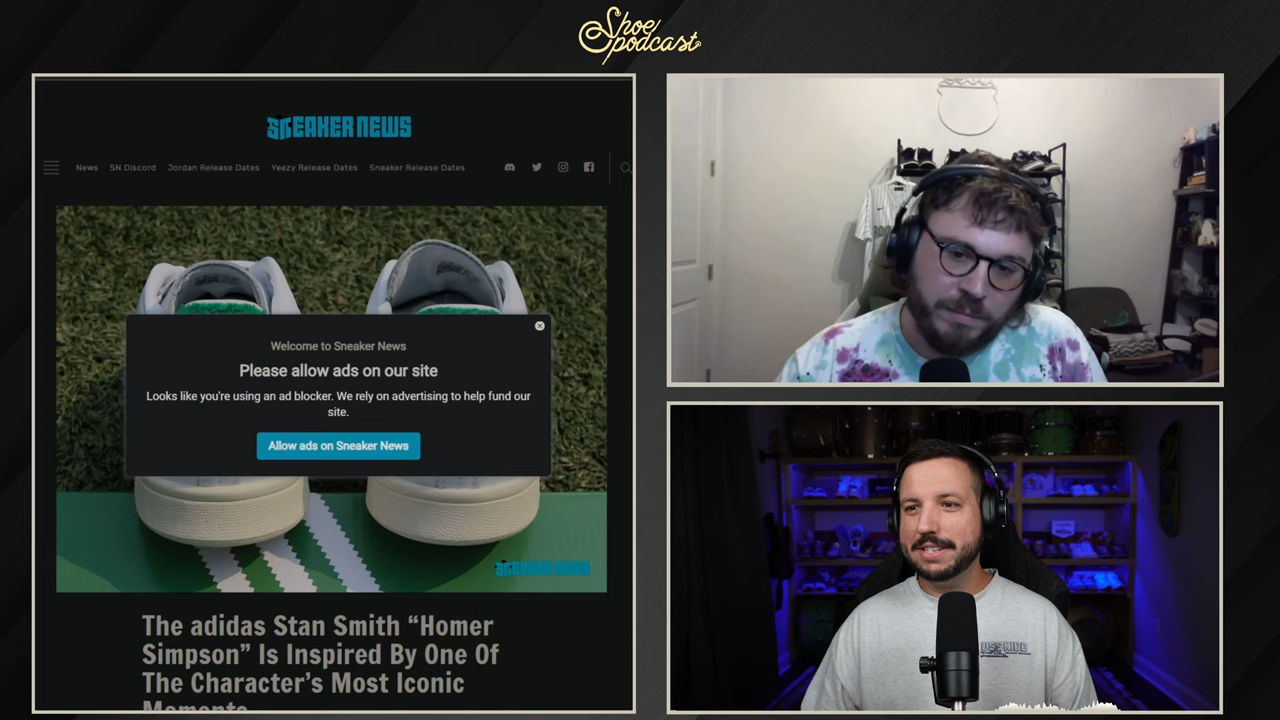 Shoe
podcast
SNEAKER NEWS
News SN Discord Jordan Release Dates Yeezy Release Dates Sneaker Release Dates
Welcome to Sneaker News
Please allow ads on our site
Looks like you're using an ad blocker. We rely on advertising to help fund our
site.
Allow ads on Sneaker News
SNEAKER NEWS
The adidas Stan Smith “Homer
Simpson” Is Inspired By One Of
The Character’s Most Iconic
Moments